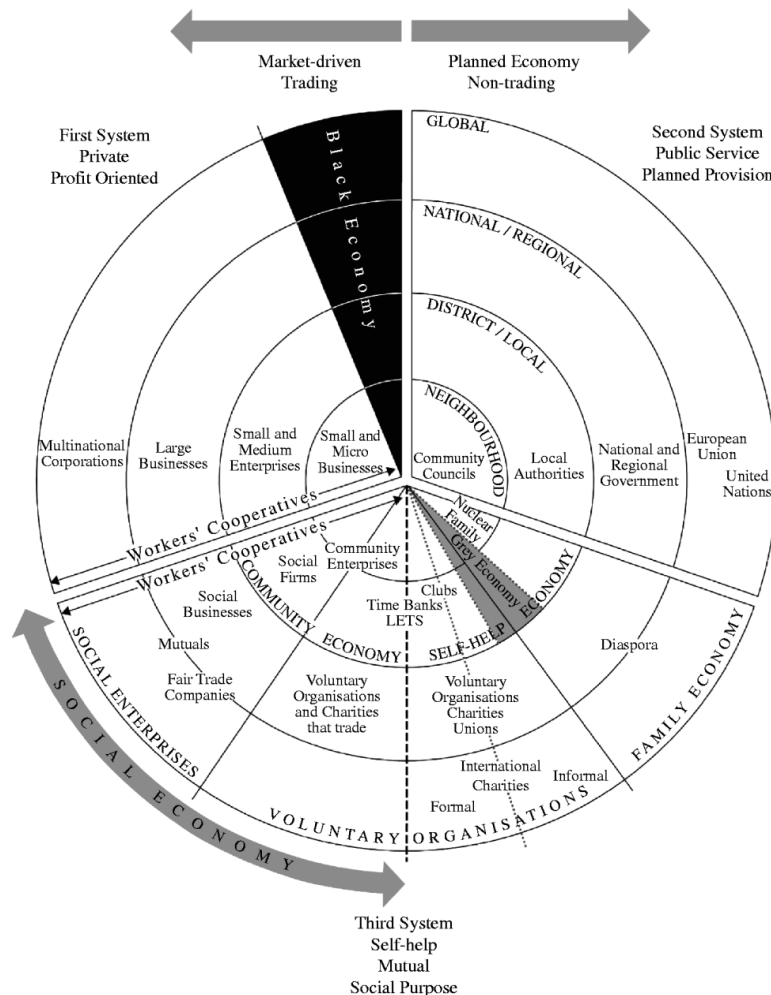 Market-driven
Trading
Planned Economy
Non-trading
First System
Private
Profit Oriented
Second System
Public Service
Planned Provision
Black Economy
GLOBAL
NATIONAL / REGIONAL
DISTRICT / LOCAL
NEIGHBOURHOOD
Multinational
Corporations
Large
Businesses
Small and
Medium
Enterprises
Small and
Micro
Businesses
Community
Councils
Local
Authorities
National and
Regional
Government
European
Union
United
Nations
Workers' Cooperatives
Workers' Cooperatives
Nuclear
Family
Grey Economy
Social
Firms
Community
Enterprises
Clubs
Time Banks
LETS
COMMUNITY ECONOMY
SELF-HELP ECONOMY
Social
Businesses
Mutuals
Fair Trade
Companies
Voluntary
Organisations
and Charities
that trade
Voluntary
Organisations
Charities
Unions
Diaspora
International
Charities
Formal
Informal
SOCIAL ENTERPRISES
VOLUNTARY ORGANISATIONS
FAMILY ECONOMY
SOCIAL ECONOMY
Third System
Self-help
Mutual
Social Purpose